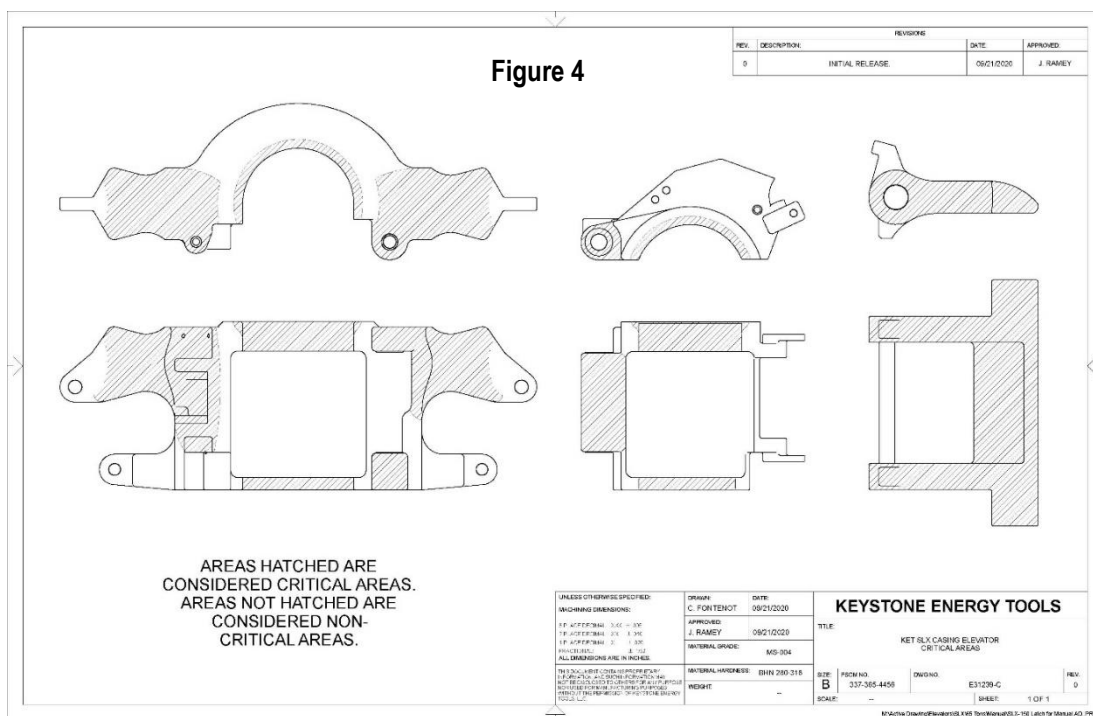 REVISIONS
REV. DESCRIPTION: DATE: APPROVED:
0 INITIAL RELEASE. 09/21/2020 J. RAMEY
Figure 4
AREAS HATCHED ARE
CONSIDERED CRITICAL AREAS.
AREAS NOT HATCHED ARE
CONSIDERED NON-
CRITICAL AREAS.
UNLESS OTHERWISE SPECIFIED:
MACHINING DIMENSIONS:
ALL DIMENSIONS ARE IN INCHES.
DRAWN: DATE:
C. FONTENOT 09/21/2020
APPROVED:
J. RAMEY 09/21/2020
MATERIAL GRADE:
MS-004
MATERIAL HARDNESS:
WEIGHT:
--
KEYSTONE ENERGY TOOLS
TITLE:
KET SLX CASING ELEVATOR
CRITICAL AREAS
SIZE: FSCM NO. DWG NO. REV.
B 337-365-4456 E31239-C 0
SCALE: -- SHEET: 1 OF 1